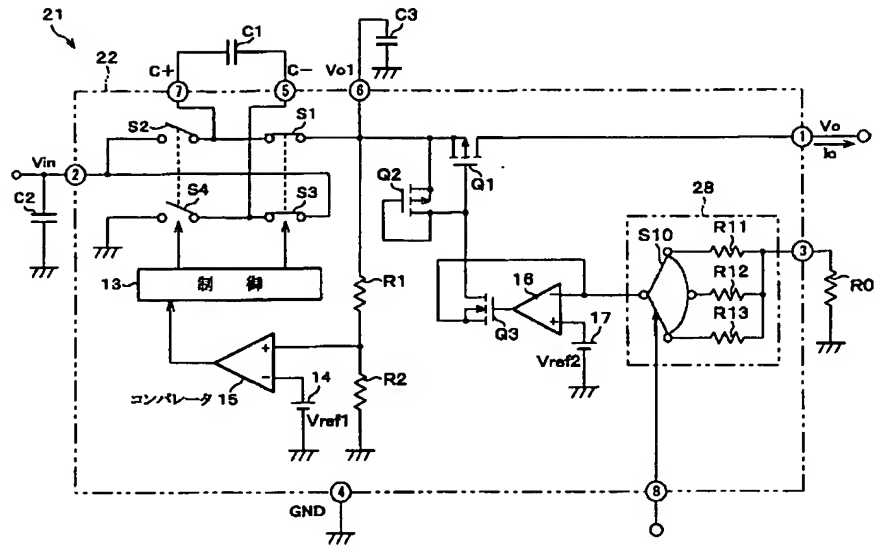 21
22
C1
C+
C−
Vo1
C3
7
5
6
S2
S1
Vin
2
C2
S4
S3
Q2
Q1
1
Vo
Io
28
S10
R11
R12
R13
3
R0
13
制 御
R1
16
17
Q3
Vref2
+
−
−
+
コンパレータ 15
14
Vref1
R2
4
GND
8